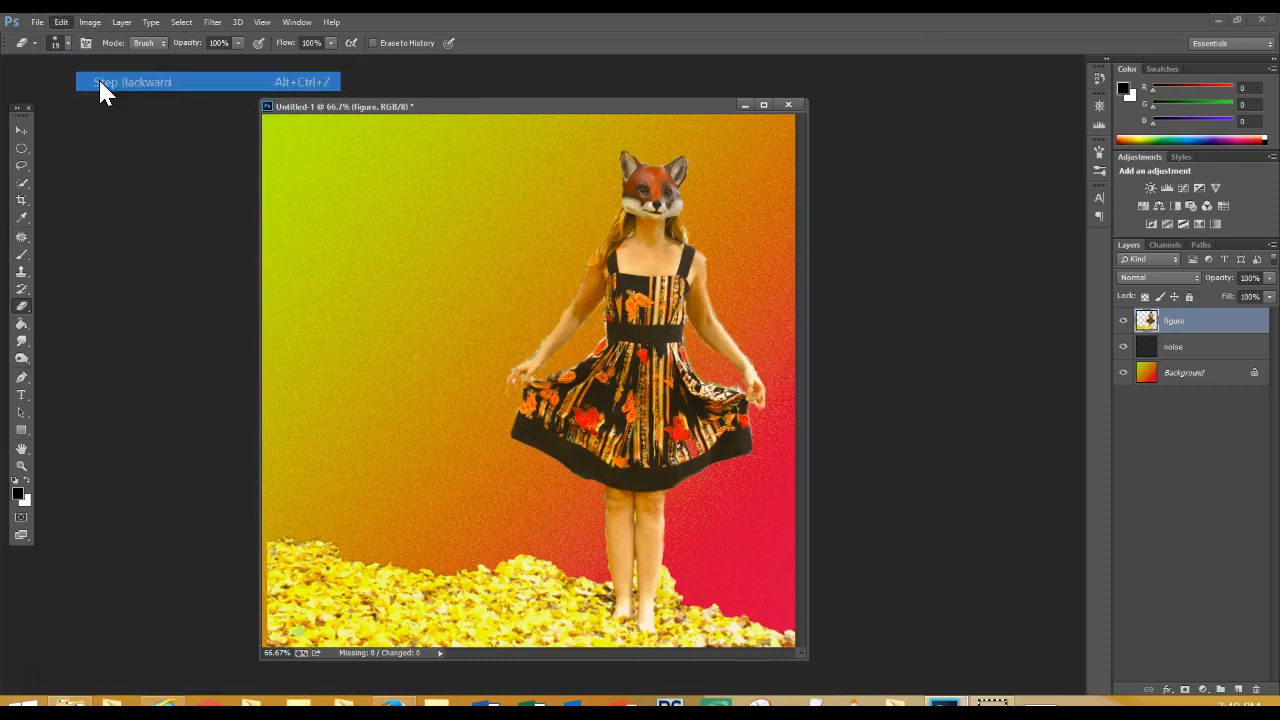 Ps File Edit Image Layer Type Select Filter 3D View Window Help
19 Mode: Brush Opacity: 100% Flow: 100% Erase to History Essentials
Step Backward Alt+Ctrl+Z
Color Swatches
R 0
G 0
B 0
Untitled-1 @ 66.7% (figure, RGB/8) *
Adjustments Styles
Add an adjustment
Layers Channels Paths
Kind
Normal Opacity: 100%
Lock: Fill: 100%
figure
noise
Background
66.67% Missing: 0 / Changed: 0